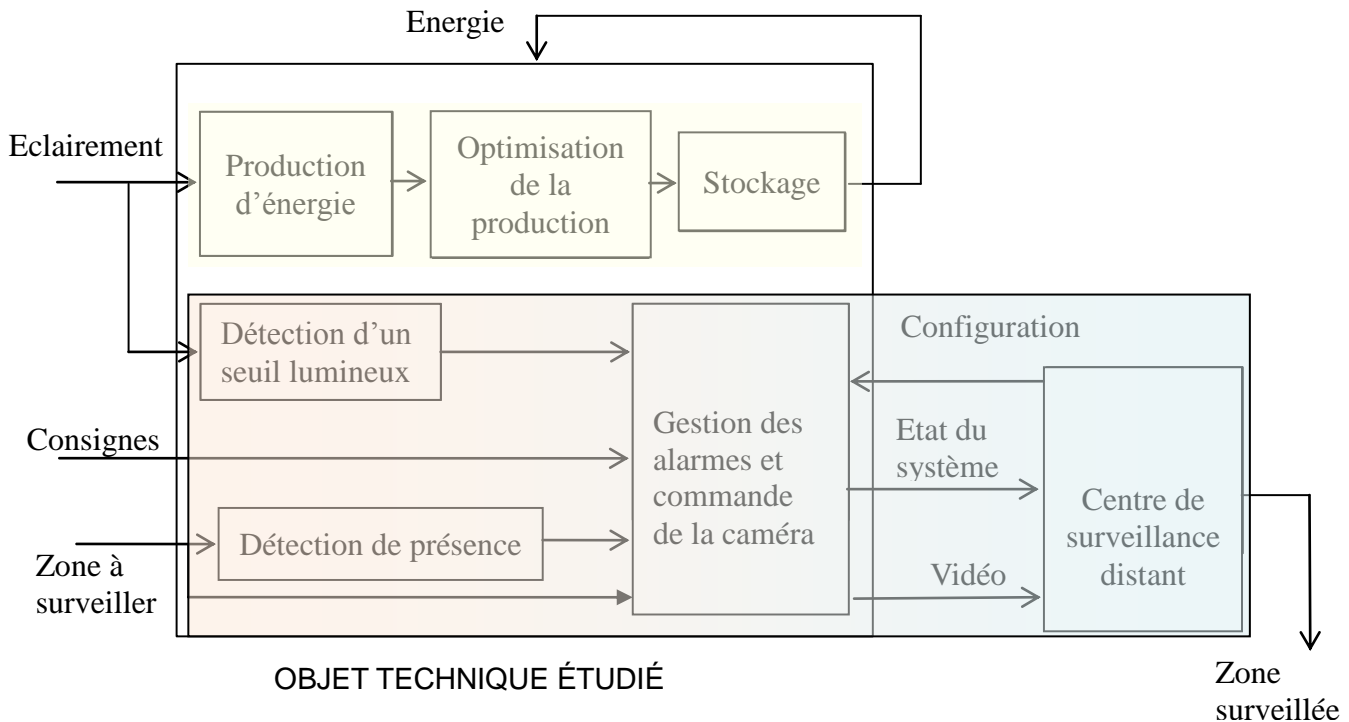 Energie
Eclairement
Production
d’énergie
Optimisation
de la
production
Stockage
Détection d’un
seuil lumineux
Configuration
Consignes
Gestion des
alarmes et
commande
de la caméra
Etat du
système
Détection de présence
Centre de
surveillance
distant
Zone à
surveiller
Vidéo
OBJET TECHNIQUE ÉTUDIÉ
Zone
surveillée